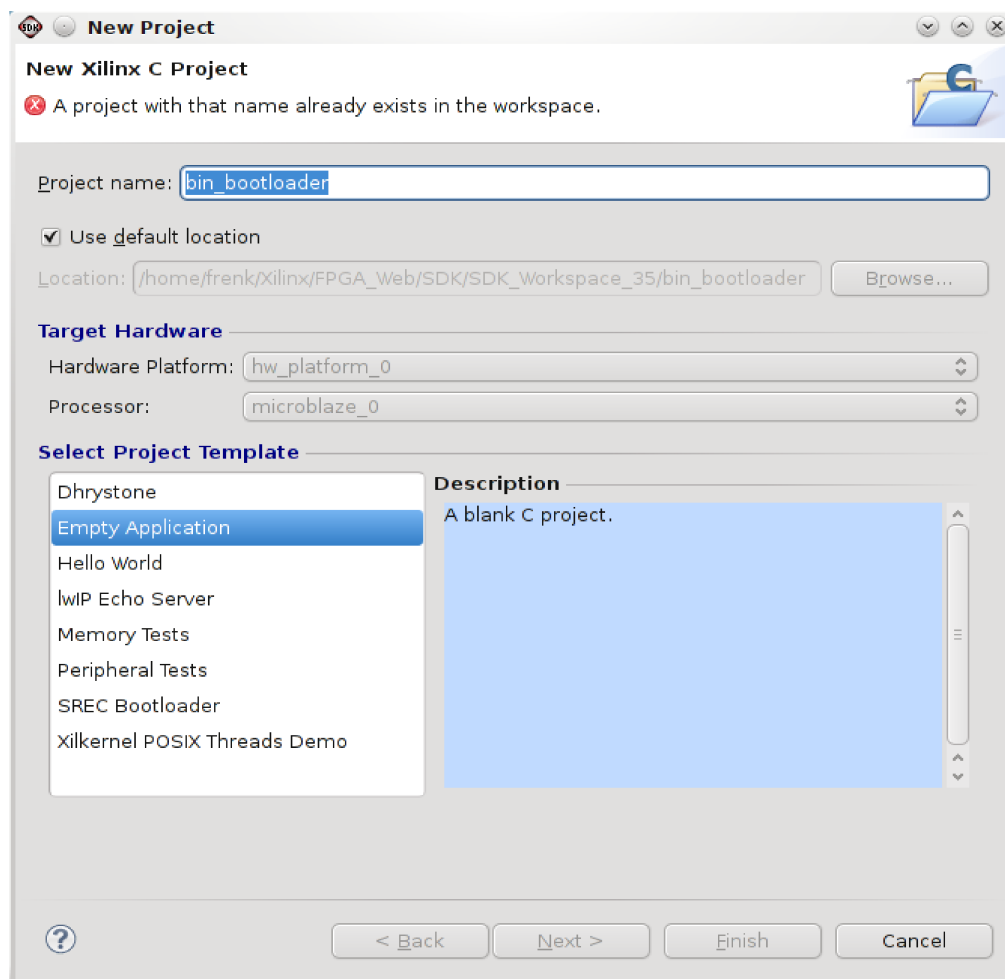 SDK New Project
New Xilinx C Project
A project with that name already exists in the workspace.
C
Project name: bin_bootloader
Use default location
Location: /home/frenk/Xilinx/FPGA_Web/SDK/SDK_Workspace_35/bin_bootloader Browse...
Target Hardware
Hardware Platform: hw_platform_0
Processor: microblaze_0
Select Project Template
Dhrystone
Empty Application
Hello World
lwIP Echo Server
Memory Tests
Peripheral Tests
SREC Bootloader
Xilkernel POSIX Threads Demo
Description
A blank C project.
? < Back Next > Finish Cancel